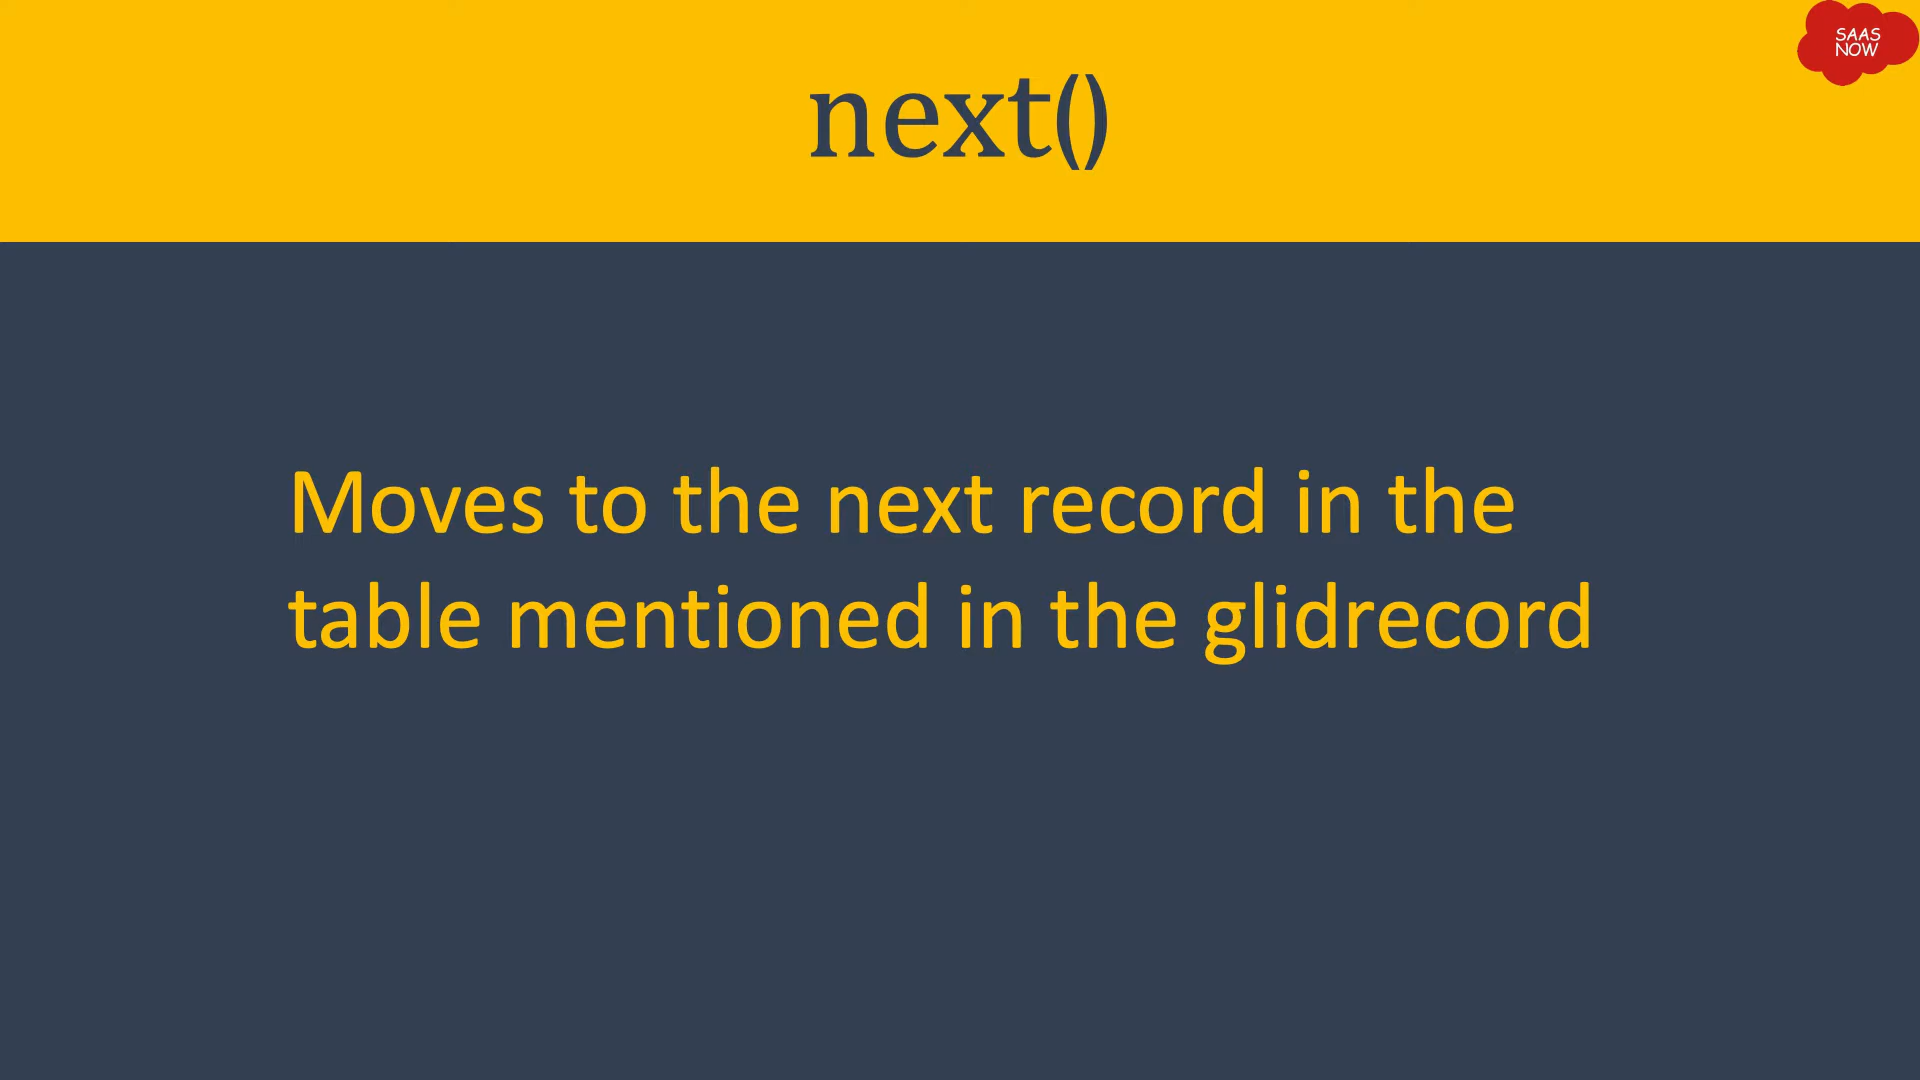 SAAS
NOW
next()
Moves to the next record in the
table mentioned in the glidrecord